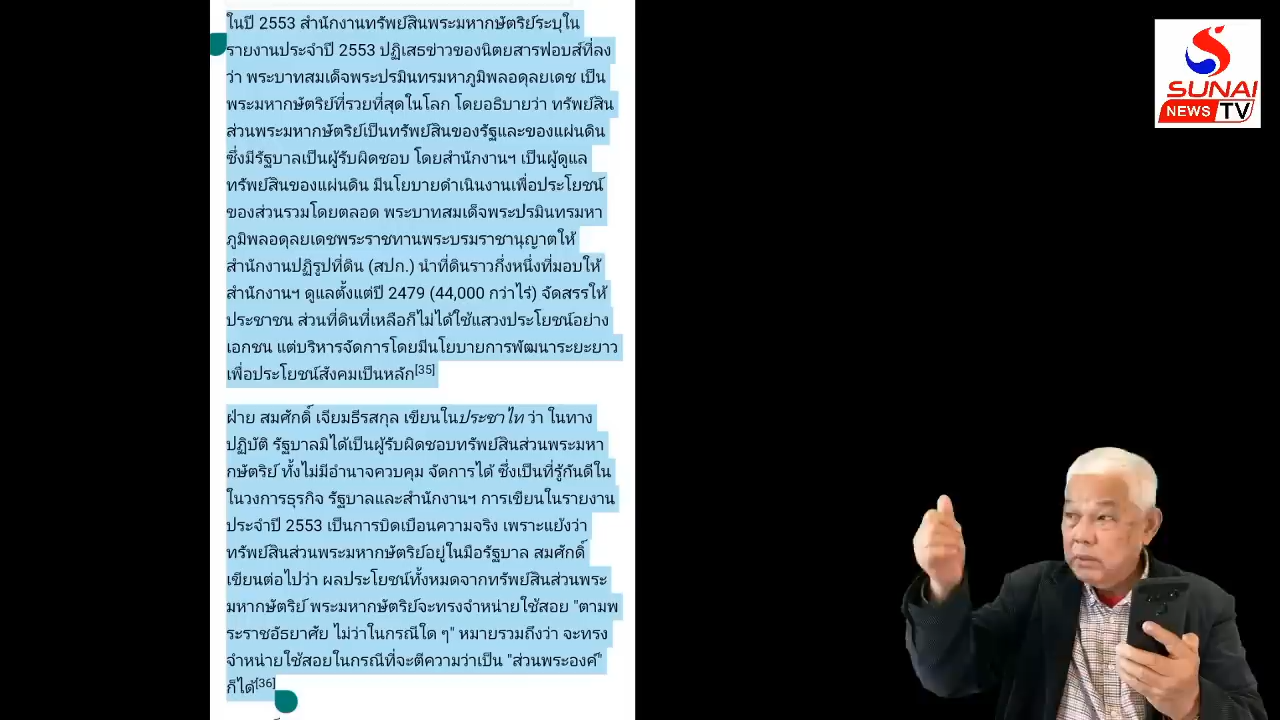 ในปี 2553 สำนักงานทรัพย์สินพระมหากษัตริย์ระบุใน
รายงานประจำปี 2553 ปฏิเสธข่าวของนิตยสารฟอบส์ที่ลง
ว่า พระบาทสมเด็จพระปรมินทรมหาภูมิพลอดุลยเดช เป็น
พระมหากษัตริย์ที่รวยที่สุดในโลก โดยอธิบายว่า ทรัพย์สิน
ส่วนพระมหากษัตริย์เป็นทรัพย์สินของรัฐและของแผ่นดิน
ซึ่งมีรัฐบาลเป็นผู้รับผิดชอบ โดยสำนักงานฯ เป็นผู้ดูแล
ทรัพย์สินของแผ่นดิน มีนโยบายดำเนินงานเพื่อประโยชน์
ของส่วนรวมโดยตลอด พระบาทสมเด็จพระปรมินทรมหา
ภูมิพลอดุลยเดชพระราชทานพระบรมราชานุญาตให้
สำนักงานปฏิรูปที่ดิน (สปก.) นำที่ดินราวกึ่งหนึ่งที่มอบให้
สำนักงานฯ ดูแลตั้งแต่ปี 2479 (44,000 กว่าไร่) จัดสรรให้
ประชาชน ส่วนที่ดินที่เหลือก็ไม่ได้ใช้แสวงประโยชน์อย่าง
เอกชน แต่บริหารจัดการโดยมีนโยบายการพัฒนาระยะยาว
เพื่อประโยชน์สังคมเป็นหลัก[35]
ฝ่าย สมศักดิ์ เจียมธีรสกุล เขียนในประชาไท ว่า ในทาง
ปฏิบัติ รัฐบาลมิได้เป็นผู้รับผิดชอบทรัพย์สินส่วนพระมหา
กษัตริย์ ทั้งไม่มีอำนาจควบคุม จัดการได้ ซึ่งเป็นที่รู้กันดีใน
ในวงการธุรกิจ รัฐบาลและสำนักงานฯ การเขียนในรายงาน
ประจำปี 2553 เป็นการบิดเบือนความจริง เพราะแย้งว่า
ทรัพย์สินส่วนพระมหากษัตริย์อยู่ในมือรัฐบาล สมศักดิ์
เขียนต่อไปว่า ผลประโยชน์ทั้งหมดจากทรัพย์สินส่วนพระ
มหากษัตริย์ พระมหากษัตริย์จะทรงจำหน่ายใช้สอย "ตามพ
ระราชอัธยาศัย ไม่ว่าในกรณีใด ๆ" หมายรวมถึงว่า จะทรง
จำหน่ายใช้สอยในกรณีที่จะตีความว่าเป็น "ส่วนพระองค์"
ก็ได้[36]
SUNAI
NEWS TV